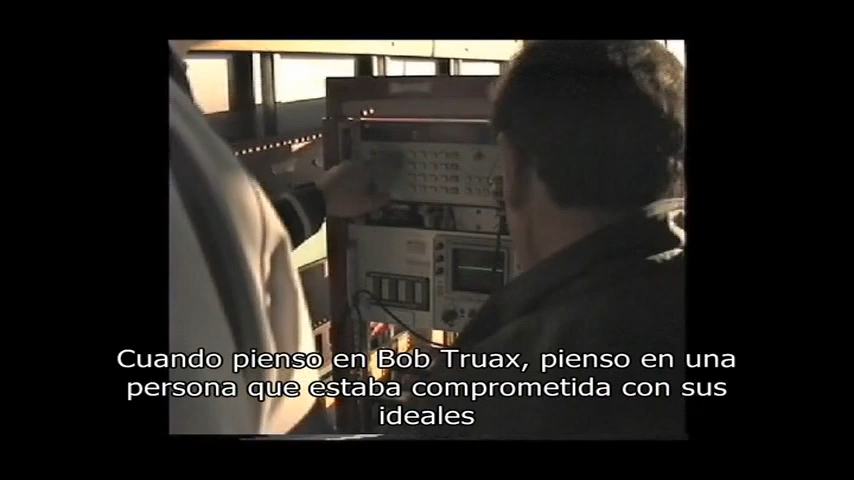 Cuando pienso en Bob Truax, pienso en una
persona que estaba comprometida con sus
ideales